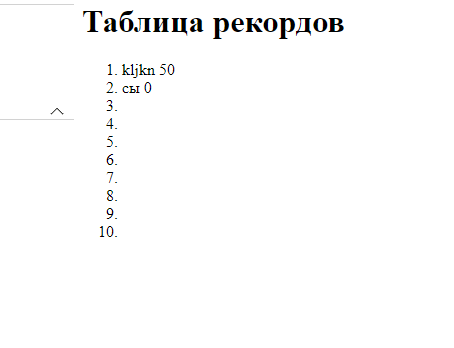 Таблица рекордов
1. kljkn 50
2. сы 0
3.
4.
5.
6.
7.
8.
9.
10.